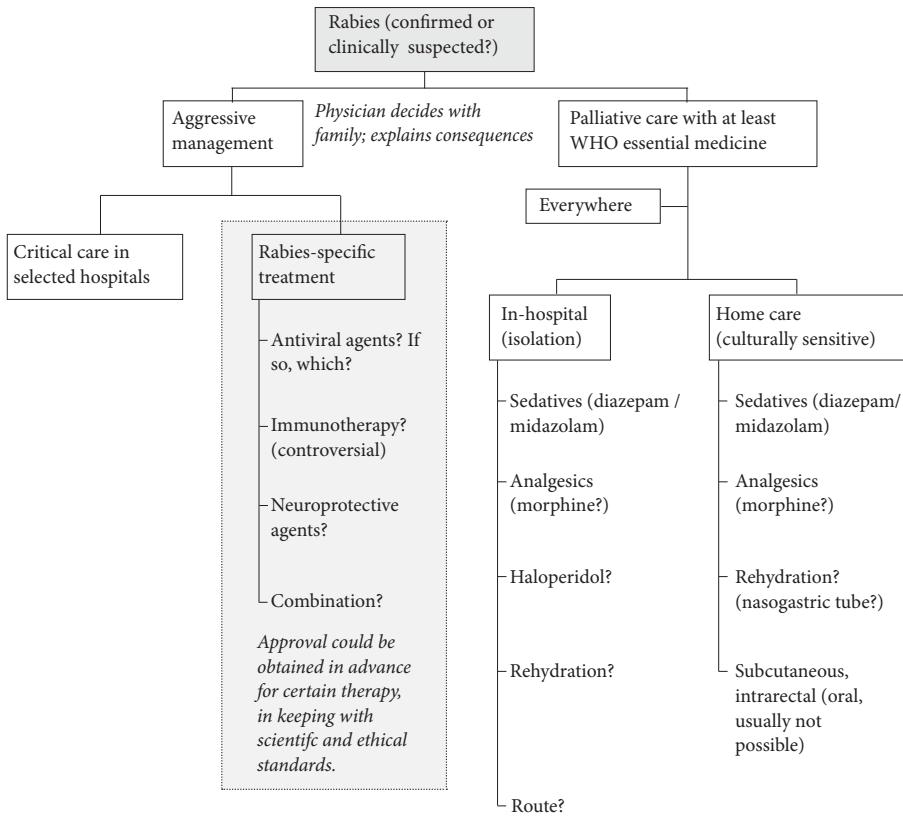 Rabies (confirmed or
clinically suspected?)
Aggressive
management
Physician decides with
family; explains consequences
Palliative care with at least
WHO essential medicine
Everywhere
Critical care in
selected hospitals
Rabies-specific
treatment
Antiviral agents? If
so, which?
Immunotherapy?
(controversial)
Neuroprotective
agents?
Combination?
Approval could be
obtained in advance
for certain therapy,
in keeping with
scientifc and ethical
standards.
In-hospital
(isolation)
Sedatives (diazepam /
midazolam)
Analgesics
(morphine?)
Haloperidol?
Rehydration?
Route?
Home care
(culturally sensitive)
Sedatives (diazepam/
midazolam)
Analgesics
(morphine?)
Rehydration?
(nasogastric tube?)
Subcutaneous,
intrarectal (oral,
usually not
possible)